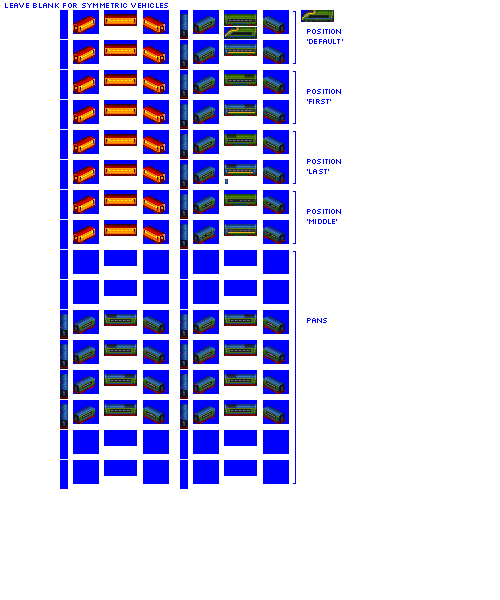 LEAVE BLANK FOR SYMMETRIC VEHICLES
POSITION
'DEFAULT'
POSITION
'FIRST'
POSITION
'LAST'
POSITION
'MIDDLE'
PANS